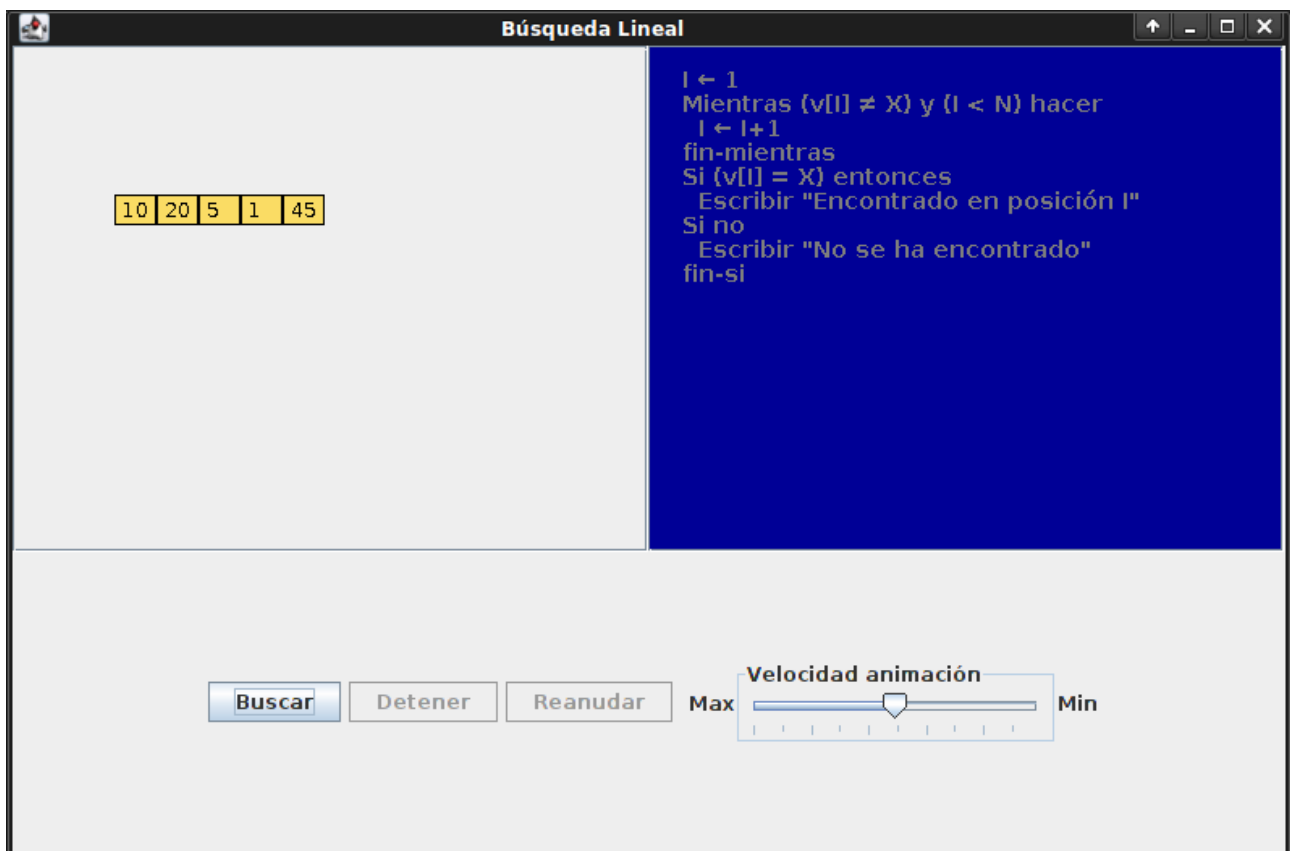 Búsqueda Lineal
10 20 5 1 45
I ← 1
Mientras (v[I] ≠ X) y (I < N) hacer
I ← I+1
fin-mientras
Si (v[I] = X) entonces
Escribir "Encontrado en posición I"
Si no
Escribir "No se ha encontrado"
fin-si
Velocidad animación
Buscar Detener Reanudar Max Min